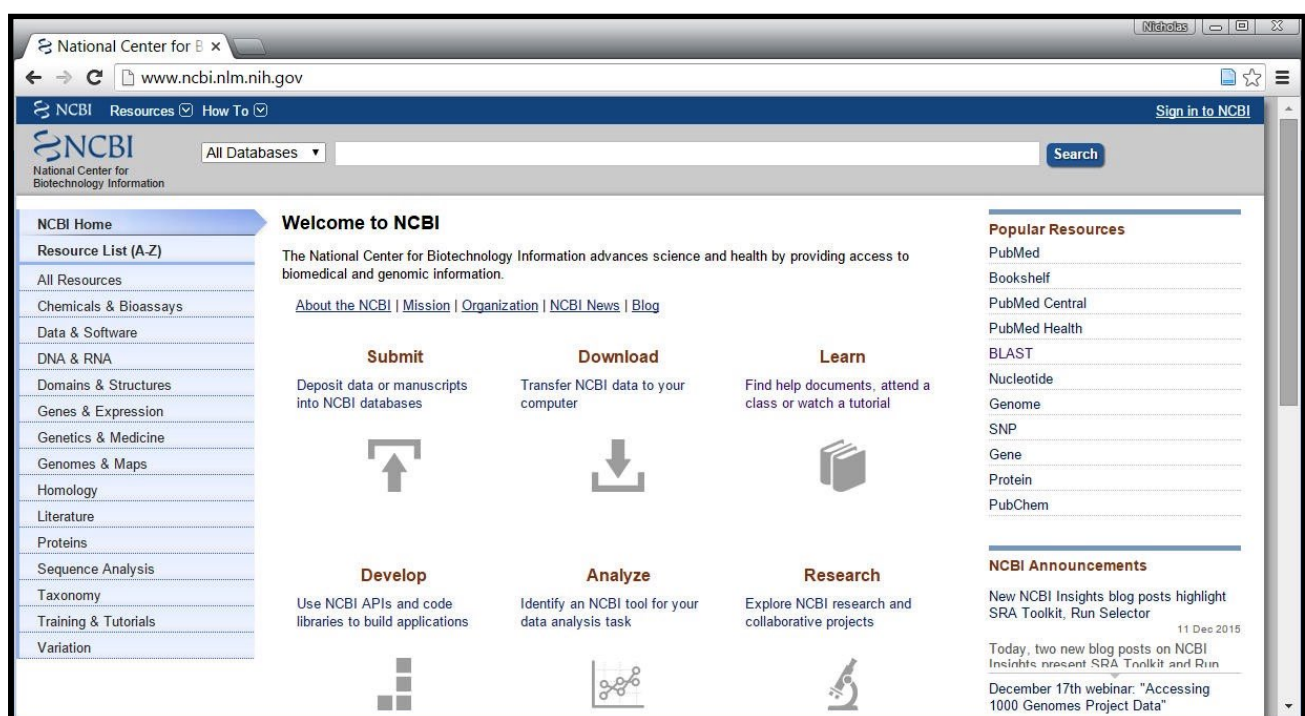 Nicholas
National Center for B
www.ncbi.nlm.nih.gov
NCBI Resources How To
Sign in to NCBI
NCBI
National Center for
Biotechnology Information
All Databases
Search
NCBI Home
Resource List (A-Z)
All Resources
Chemicals & Bioassays
Data & Software
DNA & RNA
Domains & Structures
Genes & Expression
Genetics & Medicine
Genomes & Maps
Homology
Literature
Proteins
Sequence Analysis
Taxonomy
Training & Tutorials
Variation
Welcome to NCBI
The National Center for Biotechnology Information advances science and health by providing access to
biomedical and genomic information.
About the NCBI | Mission | Organization | NCBI News | Blog
Submit
Deposit data or manuscripts
into NCBI databases
Download
Transfer NCBI data to your
computer
Learn
Find help documents, attend a
class or watch a tutorial
Develop
Use NCBI APIs and code
libraries to build applications
Analyze
Identify an NCBI tool for your
data analysis task
Research
Explore NCBI research and
collaborative projects
Popular Resources
PubMed
Bookshelf
PubMed Central
PubMed Health
BLAST
Nucleotide
Genome
SNP
Gene
Protein
PubChem
NCBI Announcements
New NCBI Insights blog posts highlight
SRA Toolkit, Run Selector
11 Dec 2015
Today, two new blog posts on NCBI
Insights present SRA Toolkit and Run
December 17th webinar: "Accessing
1000 Genomes Project Data"